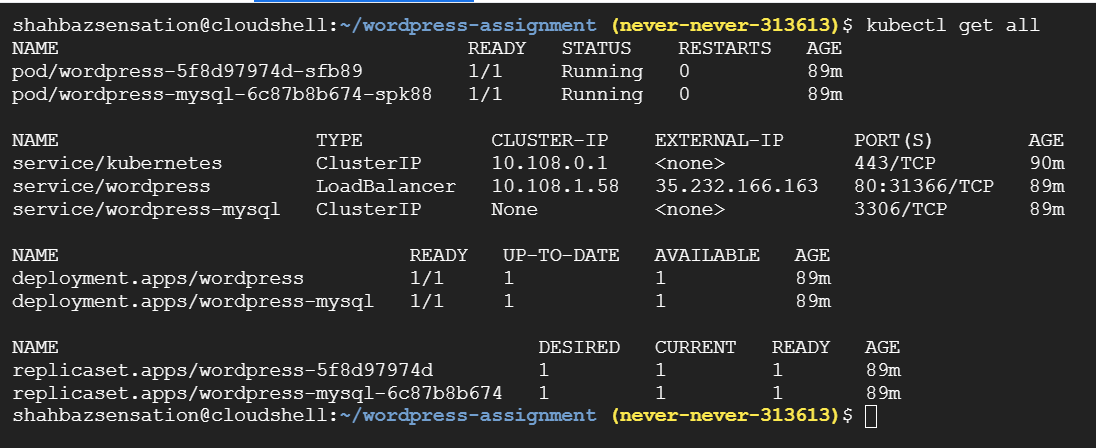 shahbazsensation@cloudshell:~/wordpress-assignment (never-never-313613)$ kubectl get all
NAME READY STATUS RESTARTS AGE
pod/wordpress-5f8d97974d-sfb89 1/1 Running 0 89m
pod/wordpress-mysql-6c87b8b674-spk88 1/1 Running 0 89m
NAME TYPE CLUSTER-IP EXTERNAL-IP PORT(S) AGE
service/kubernetes ClusterIP 10.108.0.1 <none> 443/TCP 90m
service/wordpress LoadBalancer 10.108.1.58 35.232.166.163 80:31366/TCP 89m
service/wordpress-mysql ClusterIP None <none> 3306/TCP 89m
NAME READY UP-TO-DATE AVAILABLE AGE
deployment.apps/wordpress 1/1 1 1 89m
deployment.apps/wordpress-mysql 1/1 1 1 89m
NAME DESIRED CURRENT READY AGE
replicaset.apps/wordpress-5f8d97974d 1 1 1 89m
replicaset.apps/wordpress-mysql-6c87b8b674 1 1 1 89m
shahbazsensation@cloudshell:~/wordpress-assignment (never-never-313613)$